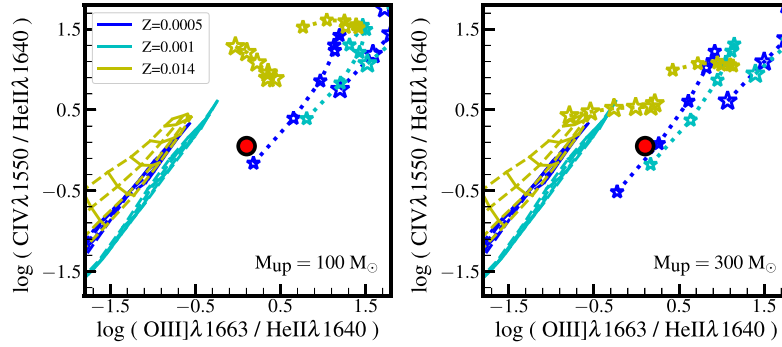 Z=0.0005
Z=0.001
Z=0.014
1.5
0.5
−0.5
−1.5
log ( CIVλ1550 / HeIIλ1640 )
M_up = 100 M_⊙
−1.5
−0.5
0.5
1.5
log ( OIII]λ1663 / HeIIλ1640 )
1.5
0.5
−0.5
−1.5
log ( CIVλ1550 / HeIIλ1640 )
M_up = 300 M_⊙
−1.5
−0.5
0.5
1.5
log ( OIII]λ1663 / HeIIλ1640 )